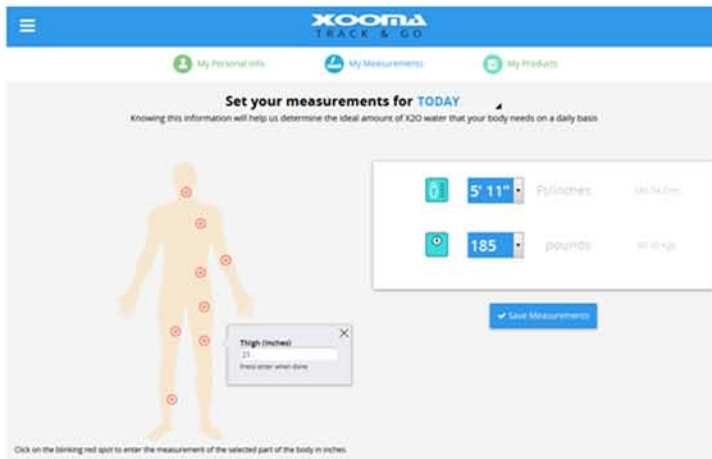 XOOMA
TRACK & GO
My Personal Info
My Measurements
My Products
Set your measurements for TODAY
Knowing this information will help us determine the ideal amount of X2O water that your body needs on a daily basis
5' 11"
Ft/inches
185
pounds
Save Measurements
Thigh (Inches)
Press enter when done
Click on the blinking red spot to enter the measurement of the selected part of the body in inches.